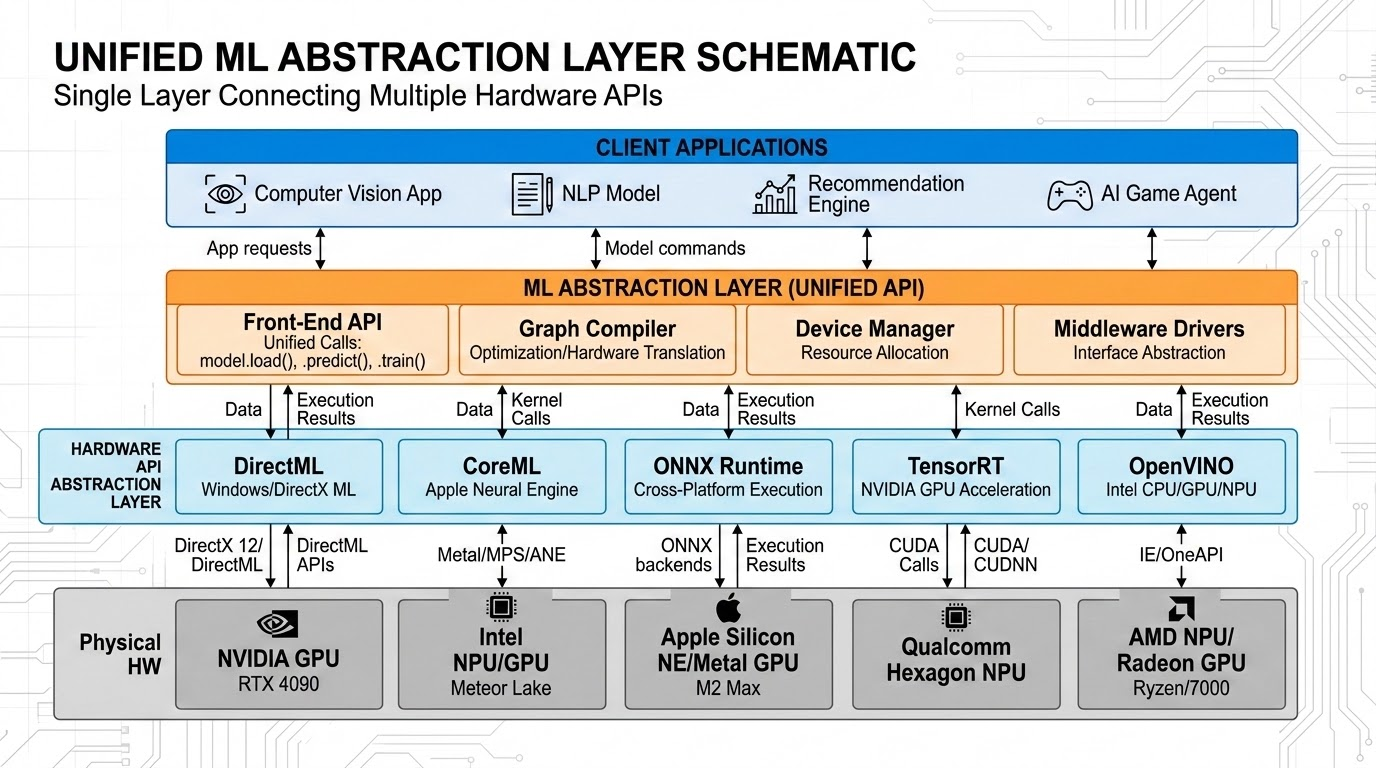 UNIFIED ML ABSTRACTION LAYER SCHEMATIC
Single Layer Connecting Multiple Hardware APIs
CLIENT APPLICATIONS
Computer Vision App
NLP Model
Recommendation
Engine
AI Game Agent
App requests
Model commands
ML ABSTRACTION LAYER (UNIFIED API)
Front-End API
Unified Calls:
model.load(), .predict(), .train()
Graph Compiler
Optimization/Hardware Translation
Device Manager
Resource Allocation
Middleware Drivers
Interface Abstraction
Data
Execution
Results
Data
Kernel
Calls
Data
Execution
Results
Kernel Calls
Data
Execution
Results
HARDWARE
API
ABSTRACTION
LAYER
DirectML
Windows/DirectX ML
CoreML
Apple Neural Engine
ONNX Runtime
Cross-Platform Execution
TensorRT
NVIDIA GPU Acceleration
OpenVINO
Intel CPU/GPU/NPU
DirectX 12/
DirectML
DirectML
APIs
Metal/MPS/ANE
ONNX
backends
Execution
Results
CUDA
Calls
CUDA/
CUDNN
IE/OneAPI
Physical
HW
NVIDIA GPU
RTX 4090
Intel
NPU/GPU
Meteor Lake
Apple Silicon
NE/Metal GPU
M2 Max
Qualcomm
Hexagon NPU
AMD NPU/
Radeon GPU
Ryzen/7000